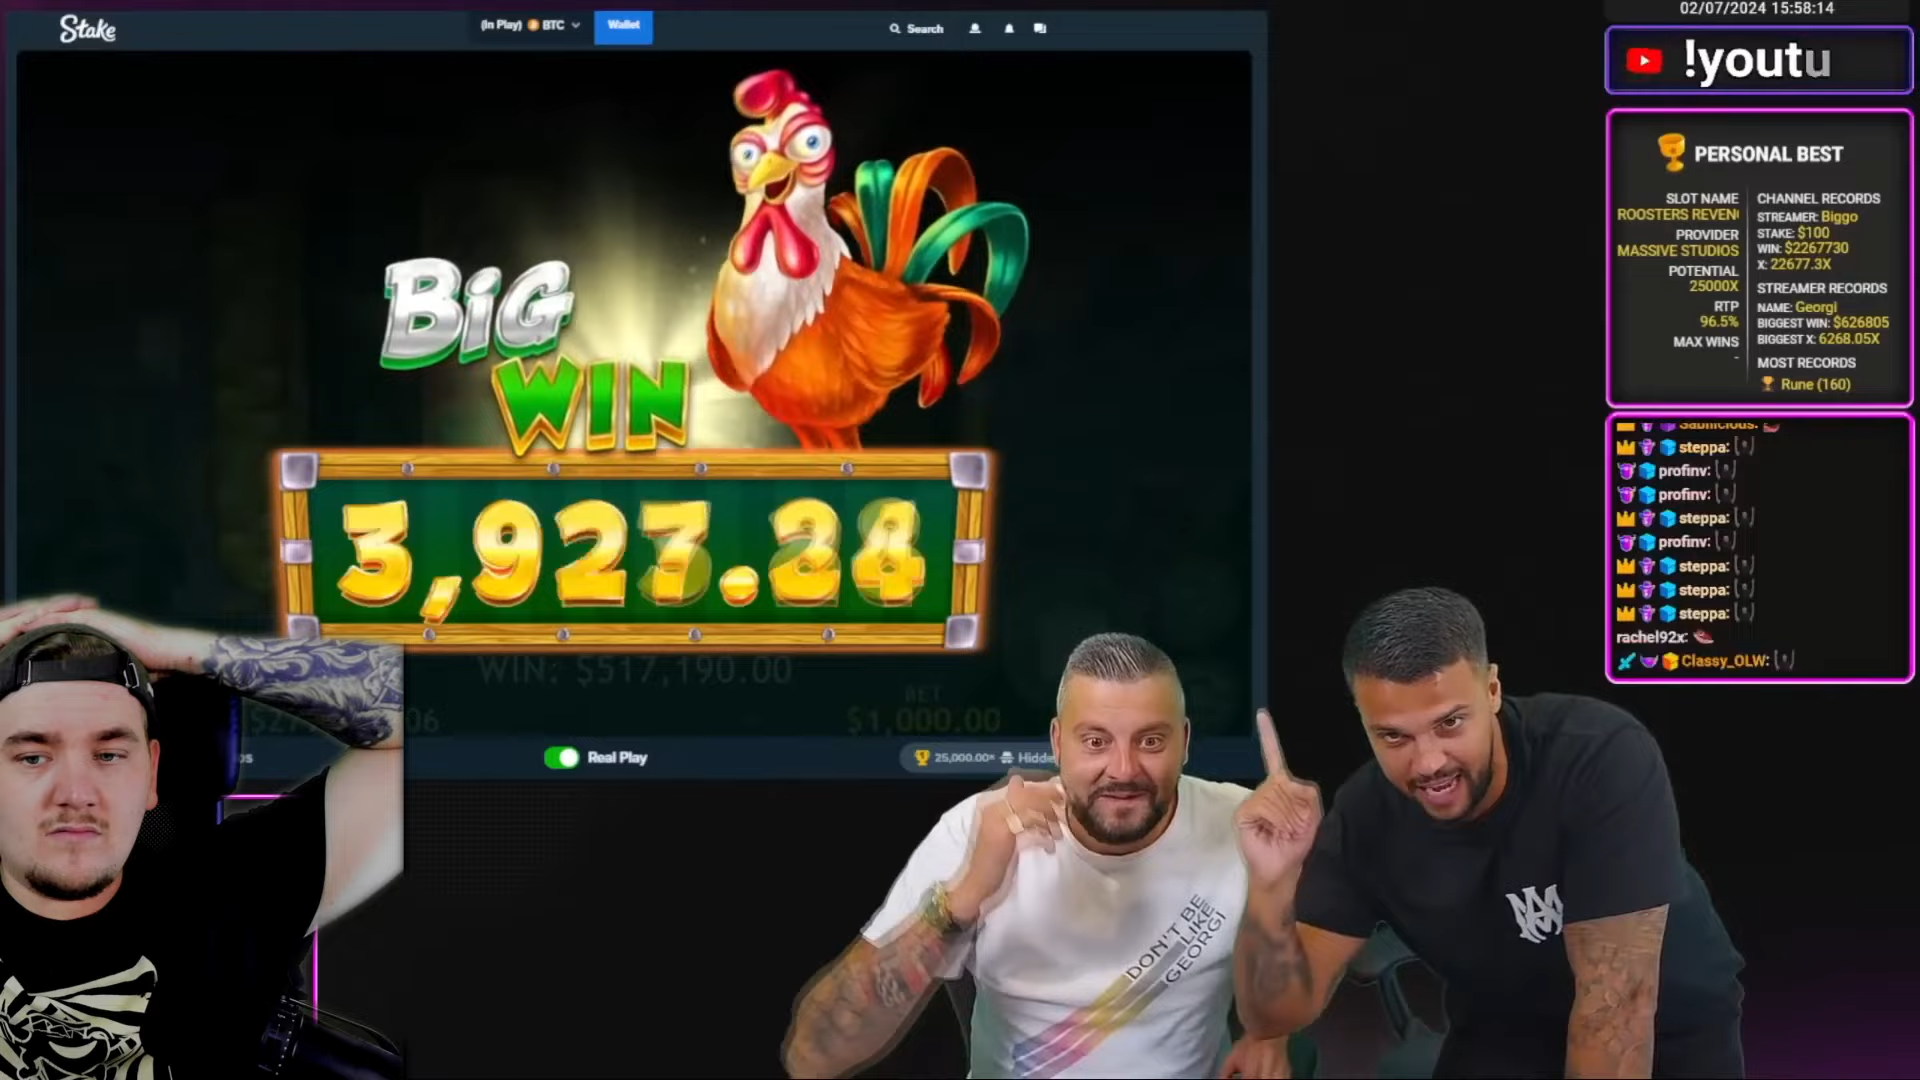 Stake
(In Play) BTC
Wallet
Search
02/07/2024 15:58:14
!youtu
PERSONAL BEST
SLOT NAME
ROOSTERS REVEN
PROVIDER
MASSIVE STUDIOS
POTENTIAL
25000X
RTP
96.5%
MAX WINS
-
CHANNEL RECORDS
STREAMER: Biggo
STAKE: $100
WIN: $2267730
X: 22677.3X
STREAMER RECORDS
NAME: Georgi
BIGGEST WIN: $626805
BIGGEST X: 6268.05X
MOST RECORDS
Rune (160)
BiG
WIN
3,927.
WIN: $517,190.00
BET
$1,000.00
Real Play
25,000.00x
steppa:
profinv:
profinv:
steppa:
profinv:
steppa:
steppa:
steppa:
rachel92x:
Classy_OLW:
DON'T BE
LIKE
GEORGI